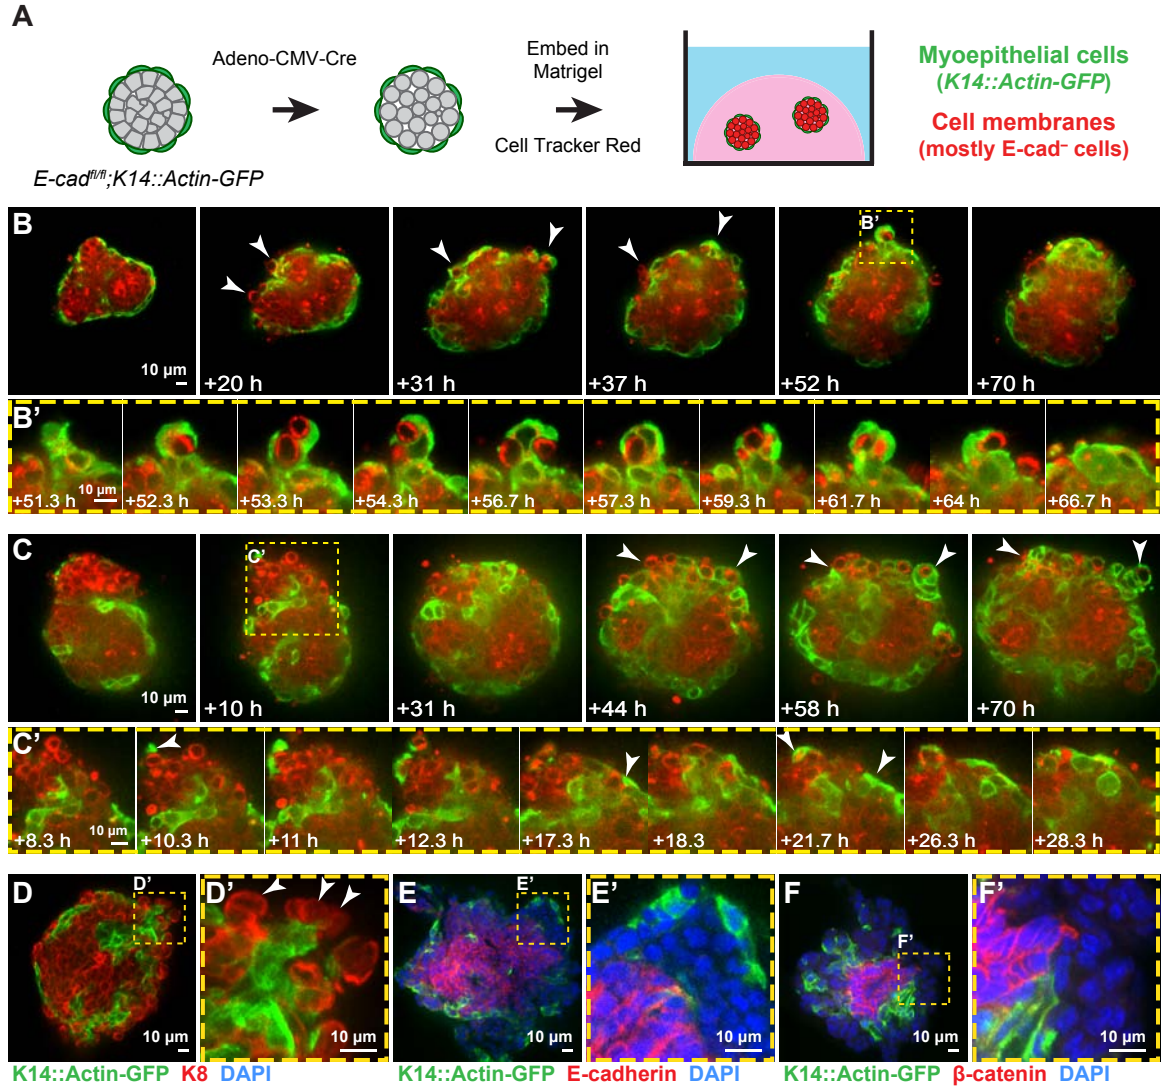 A
Adeno-CMV-Cre
Embed in
Matrigel
Cell Tracker Red
E-cadfl/fl;K14::Actin-GFP
Myoepithelial cells
(K14::Actin-GFP)
Cell membranes
(mostly E-cad– cells)
B
10 µm
+20 h
+31 h
+37 h
B’
+52 h
+70 h
B’
+51.3 h
10 µm
+52.3 h
+53.3 h
+54.3 h
+56.7 h
+57.3 h
+59.3 h
+61.7 h
+64 h
+66.7 h
C
10 µm
C’
+10 h
+31 h
+44 h
+58 h
+70 h
C’
+8.3 h
10 µm
+10.3 h
+11 h
+12.3 h
+17.3 h
+18.3
+21.7 h
+26.3 h
+28.3 h
D
D’
10 µm
D’
10 µm
E
E’
10 µm
E’
10 µm
F
F’
10 µm
F’
10 µm
K14::Actin-GFP K8 DAPI
K14::Actin-GFP E-cadherin DAPI
K14::Actin-GFP β-catenin DAPI